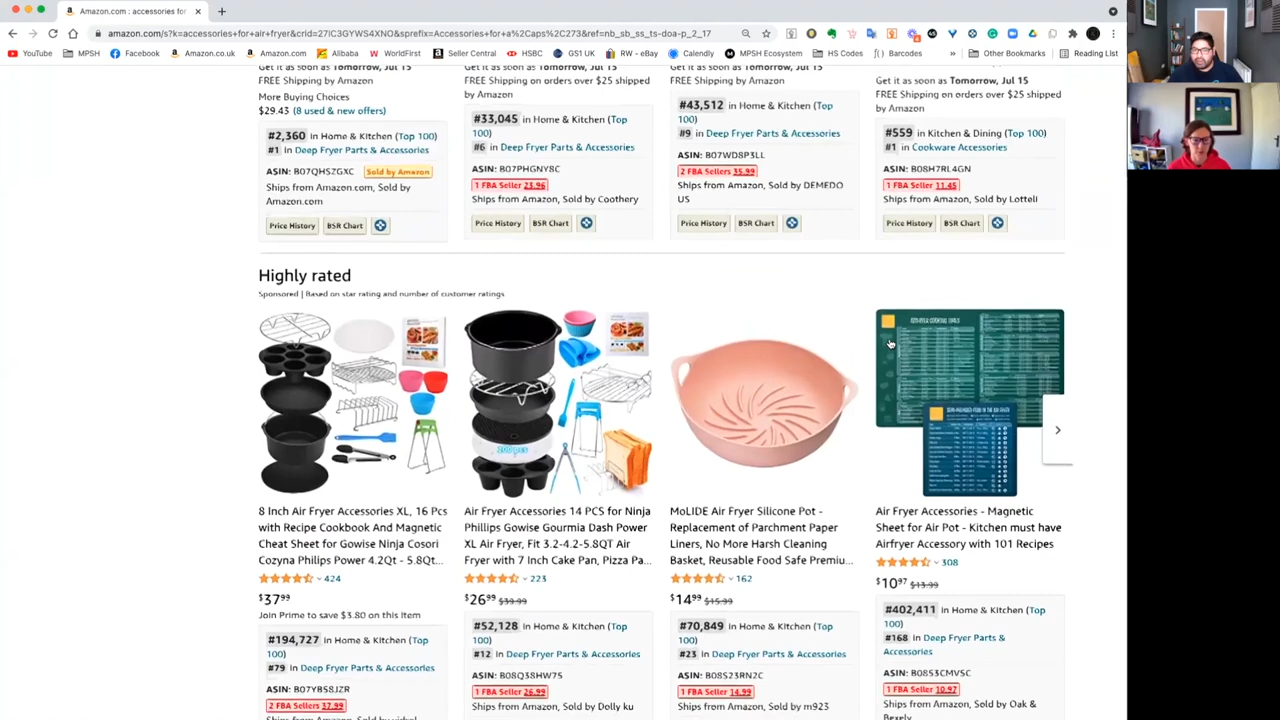 Amazon.com : accessories for
amazon.com/s?k=accessories+for+air+fryer&crid=27IC3GYWS4XNO&sprefix=Accessories+for+a%2Caps%2C273&ref=nb_sb_ss_ts-doa-p_2_17
YouTube MPSH Facebook Amazon.co.uk Amazon.com Alibaba WorldFirst Seller Central HSBC GS1 UK RW - eBay Calendly MPSH Ecosystem HS Codes Barcodes » Other Bookmarks Reading List
Get it as soon as Tomorrow, Jul 15
FREE Shipping by Amazon
More Buying Choices
$29.43 (8 used & new offers)
#2,360 in Home & Kitchen (Top 100)
#1 in Deep Fryer Parts & Accessories
ASIN: B07QHSZGXC Sold by Amazon
Ships from Amazon.com, Sold by
Amazon.com
Price History BSR Chart
Get it as soon as Tomorrow, Jul 15
FREE Shipping on orders over $25 shipped
by Amazon
#33,045 in Home & Kitchen (Top
100)
#6 in Deep Fryer Parts & Accessories
ASIN: B07PHGNY8C
1 FBA Seller 23.96
Ships from Amazon, Sold by Coothery
Price History BSR Chart
Get it as soon as Tomorrow, Jul 15
FREE Shipping by Amazon
#43,512 in Home & Kitchen (Top
100)
#9 in Deep Fryer Parts & Accessories
ASIN: B07WD8P3LL
2 FBA Sellers 35.99
Ships from Amazon, Sold by DEMEDO
US
Price History BSR Chart
Get it as soon as Tomorrow, Jul 15
FREE Shipping on orders over $25 shipped
by Amazon
#559 in Kitchen & Dining (Top 100)
#1 in Cookware Accessories
ASIN: B08H7RL4GN
1 FBA Seller 11.45
Ships from Amazon, Sold by Lotteli
Price History BSR Chart
Highly rated
Sponsored | Based on star rating and number of customer ratings
200 pcs
8 Inch Air Fryer Accessories XL, 16 Pcs
with Recipe Cookbook And Magnetic
Cheat Sheet for Gowise Ninja Cosori
Cozyna Philips Power 4.2Qt - 5.8Qt...
424
$37.99
Join Prime to save $3.80 on this item
#194,727 in Home & Kitchen (Top
100)
#79 in Deep Fryer Parts & Accessories
ASIN: B07YBS8JZR
2 FBA Sellers 37.99
Air Fryer Accessories 14 PCS for Ninja
Phillips Gowise Gourmia Dash Power
XL Air Fryer, Fit 3.2-4.2-5.8QT Air
Fryer with 7 Inch Cake Pan, Pizza Pa...
223
$26.99 $39.99
#52,128 in Home & Kitchen (Top
100)
#12 in Deep Fryer Parts & Accessories
ASIN: B08Q38HW75
1 FBA Seller 26.99
Ships from Amazon, Sold by Dolly ku
MoLIDE Air Fryer Silicone Pot -
Replacement of Parchment Paper
Liners, No More Harsh Cleaning
Basket, Reusable Food Safe Premiu...
162
$14.99 $15.99
#70,849 in Home & Kitchen (Top
100)
#23 in Deep Fryer Parts & Accessories
ASIN: B08S23RN2C
1 FBA Seller 14.99
Ships from Amazon, Sold by m923
Air Fryer Accessories - Magnetic
Sheet for Air Pot - Kitchen must have
Airfryer Accessory with 101 Recipes
308
$10.97 $13.99
#402,411 in Home & Kitchen (Top
100)
#168 in Deep Fryer Parts &
Accessories
ASIN: B0853CMVSC
1 FBA Seller 10.97
Ships from Amazon, Sold by Oak &
Bexely